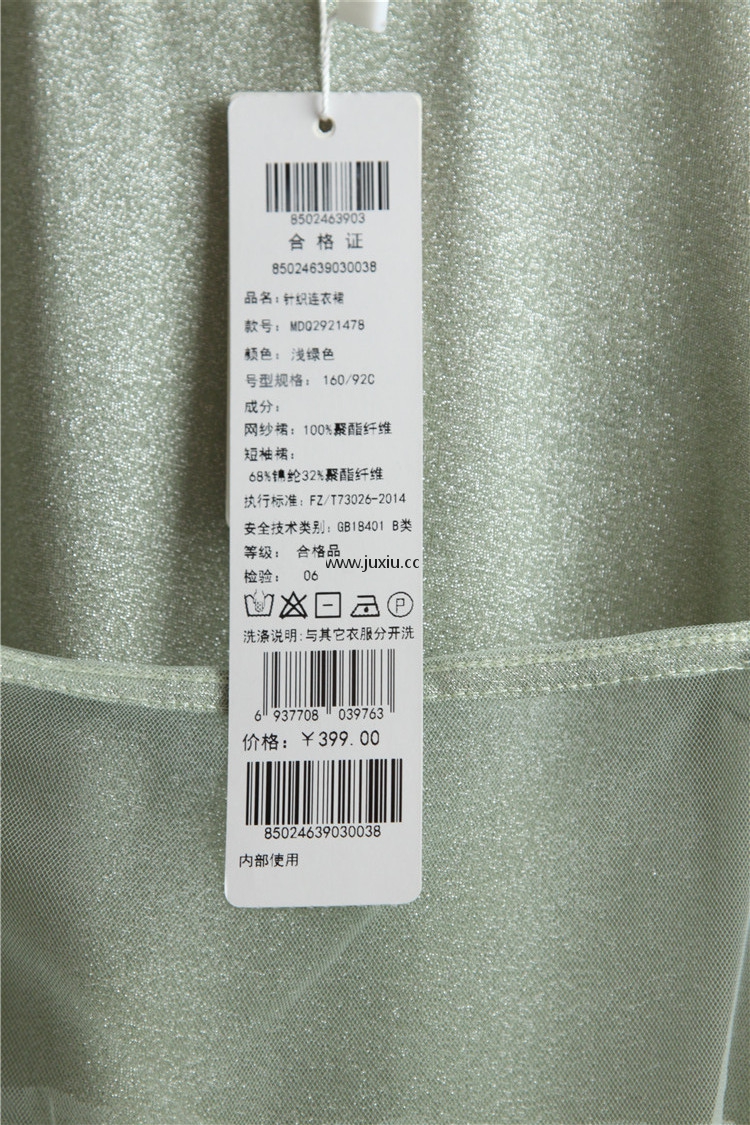 8502463903
合格证
85024639030038
品名：针织连衣裙
款号：MDQ2921478
颜色：浅绿色
号型规格：160/92C
成分：
网纱裙：100%聚酯纤维
短袖裙：
68%锦纶32%聚酯纤维
执行标准：FZ/T73026-2014
安全技术类别：GB18401 B类
等级：合格品
www.juxiu.cc
检验：06
P
洗涤说明:与其它衣服分开洗
6 937708 039763
价格：￥399.00
85024639030038
内部使用